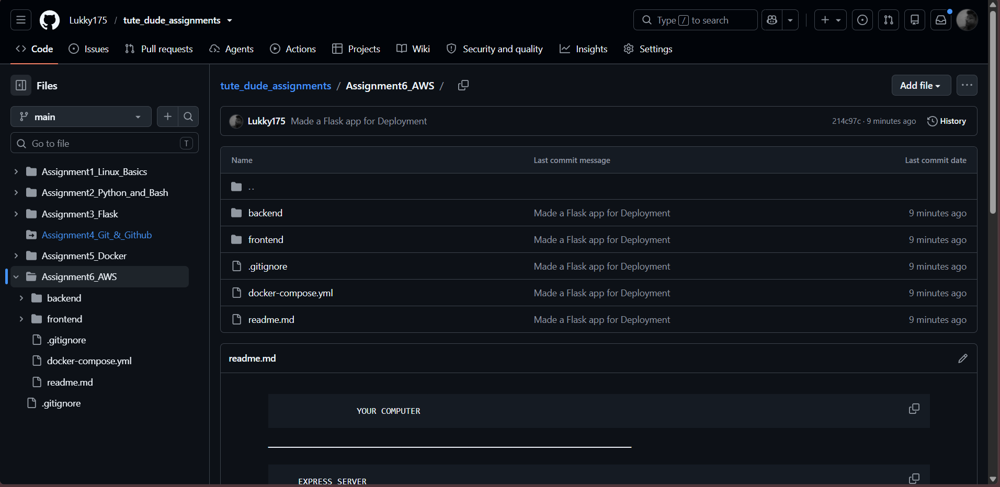 Lukky175 / tute_dude_assignments
Type / to search
Code Issues Pull requests Agents Actions Projects Wiki Security and quality Insights Settings
Files
main
Go to file T
Assignment1_Linux_Basics
Assignment2_Python_and_Bash
Assignment3_Flask
Assignment4_Git_&_Github
Assignment5_Docker
Assignment6_AWS
backend
frontend
.gitignore
docker-compose.yml
readme.md
.gitignore
tute_dude_assignments / Assignment6_AWS /
Add file
Lukky175 Made a Flask app for Deployment 214c97c · 9 minutes ago History
Name Last commit message Last commit date
..
backend Made a Flask app for Deployment 9 minutes ago
frontend Made a Flask app for Deployment 9 minutes ago
.gitignore Made a Flask app for Deployment 9 minutes ago
docker-compose.yml Made a Flask app for Deployment 9 minutes ago
readme.md Made a Flask app for Deployment 9 minutes ago
readme.md
YOUR COMPUTER
EXPRESS SERVER